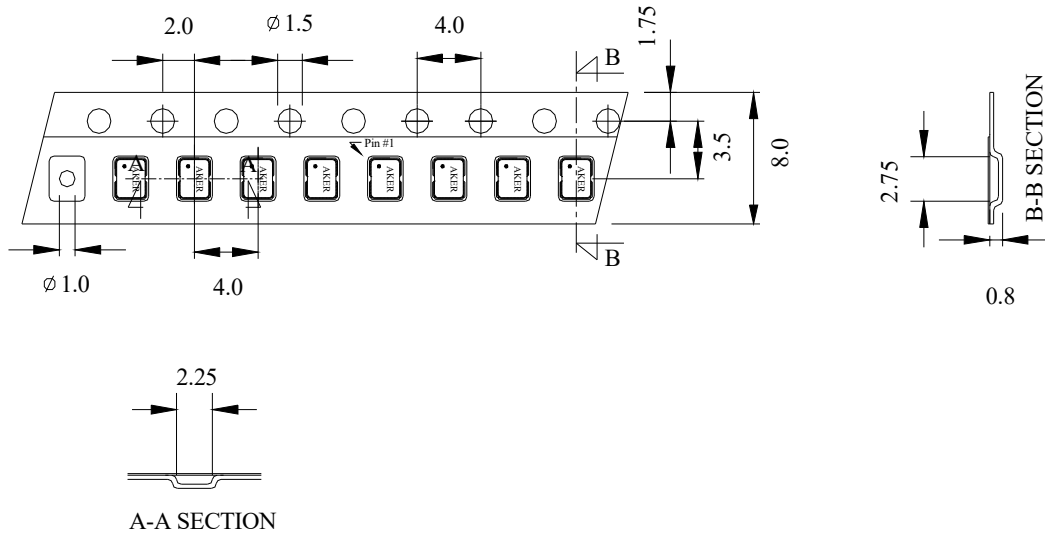 2.0
⌀1.5
4.0
1.75
B
3.5
8.0
Pin #1
A
A
AKER
AKER
AKER
AKER
AKER
AKER
AKER
AKER
B
⌀1.0
4.0
2.75
B-B SECTION
0.8
2.25
A-A SECTION